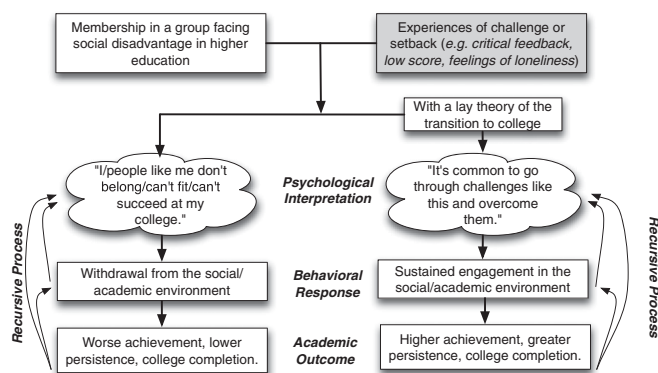 Membership in a group facing
social disadvantage in higher
education
Experiences of challenge or
setback (e.g. critical feedback,
low score, feelings of loneliness)
With a lay theory of the
transition to college
"I/people like me don't
belong/can't fit/can't
succeed at my
college."
Psychological
Interpretation
"It's common to go
through challenges like
this and overcome
them."
Recursive Process
Withdrawal from the social/
academic environment
Behavioral
Response
Sustained engagement in the
social/academic environment
Recursive Process
Worse achievement, lower
persistence, college completion.
Academic
Outcome
Higher achievement, greater
persistence, college completion.